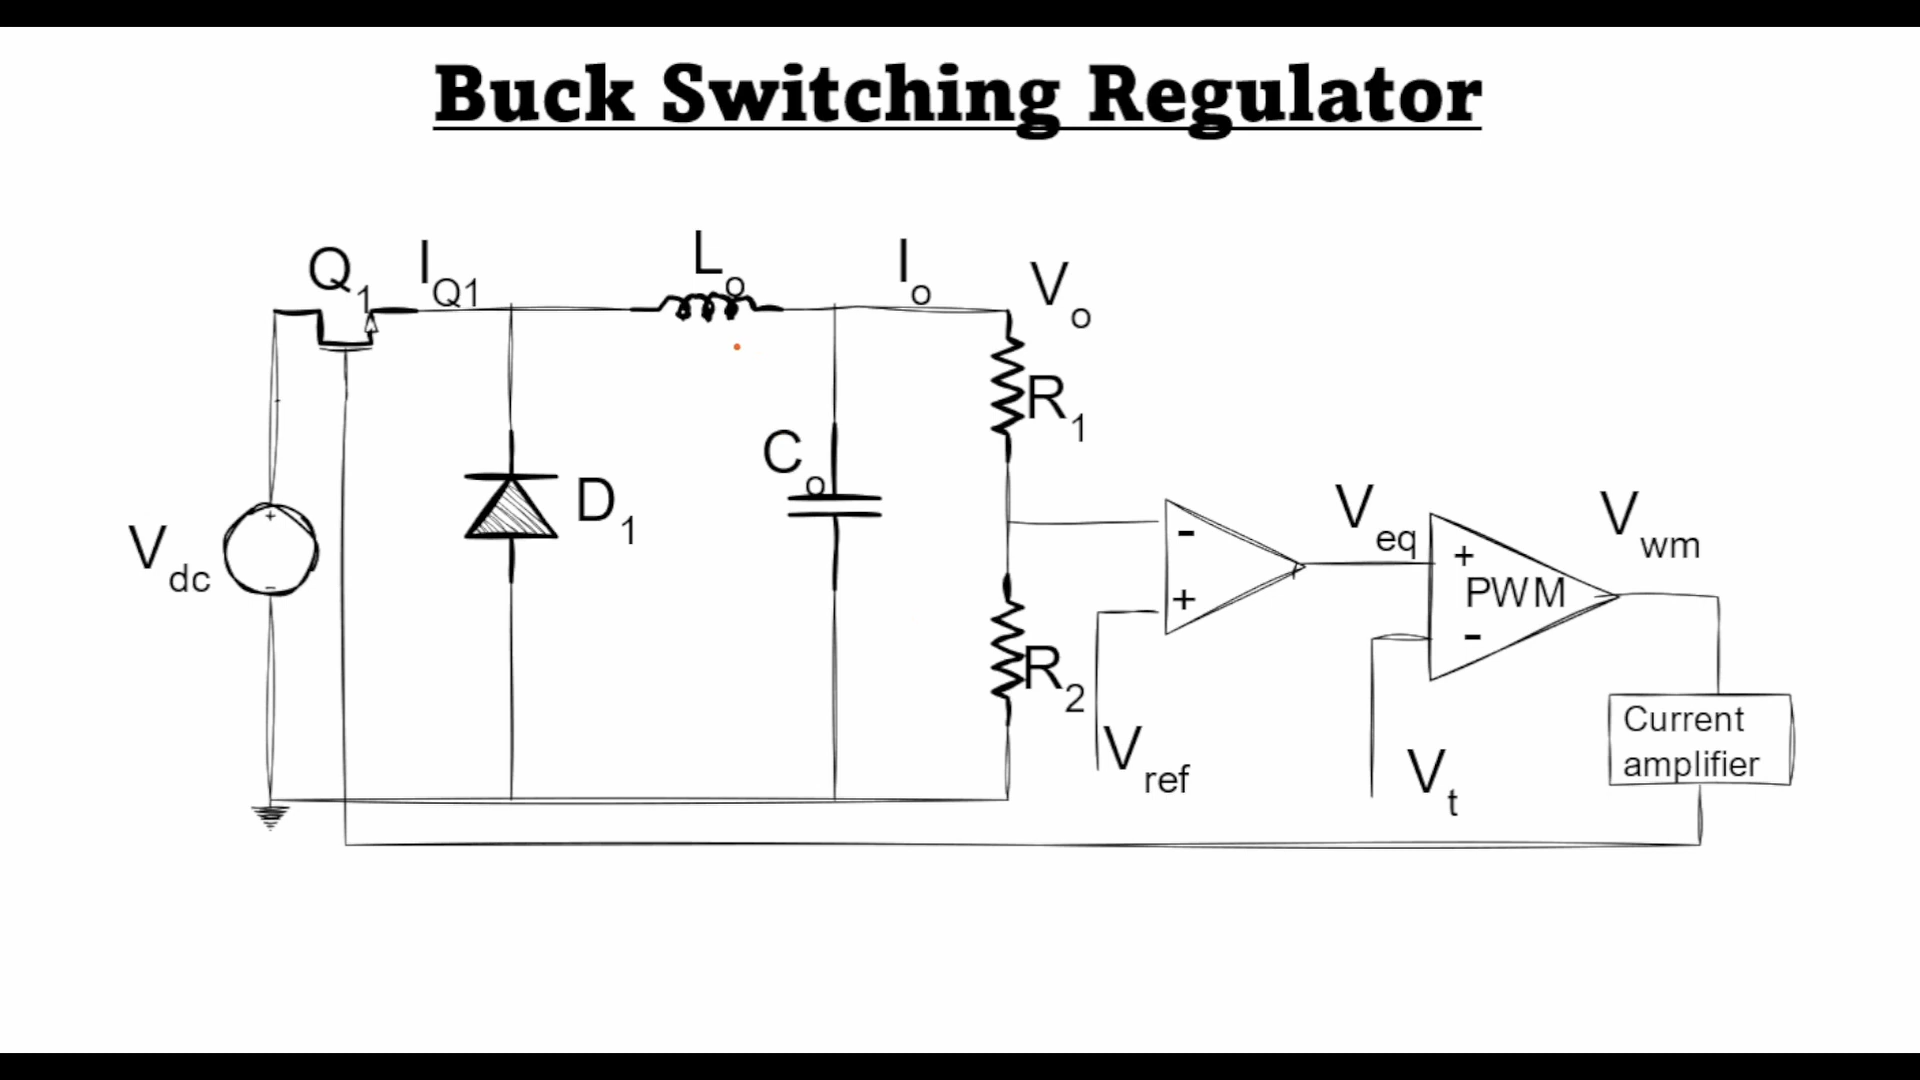 Buck Switching Regulator
Q1
IQ1
Lo
Io
Vo
R1
Co
D1
Vdc
+
-
-
+
Veq
+
PWM
-
Vwm
R2
Vref
Vt
Current
amplifier